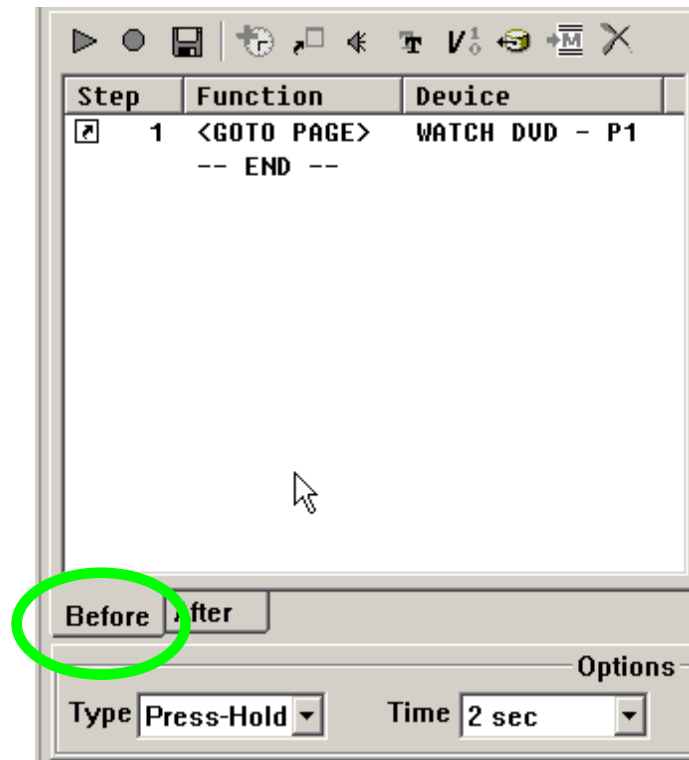 Step Function Device
1 <GOTO PAGE> WATCH DVD - P1
-- END --
Before After
Options
Type Press-Hold Time 2 sec